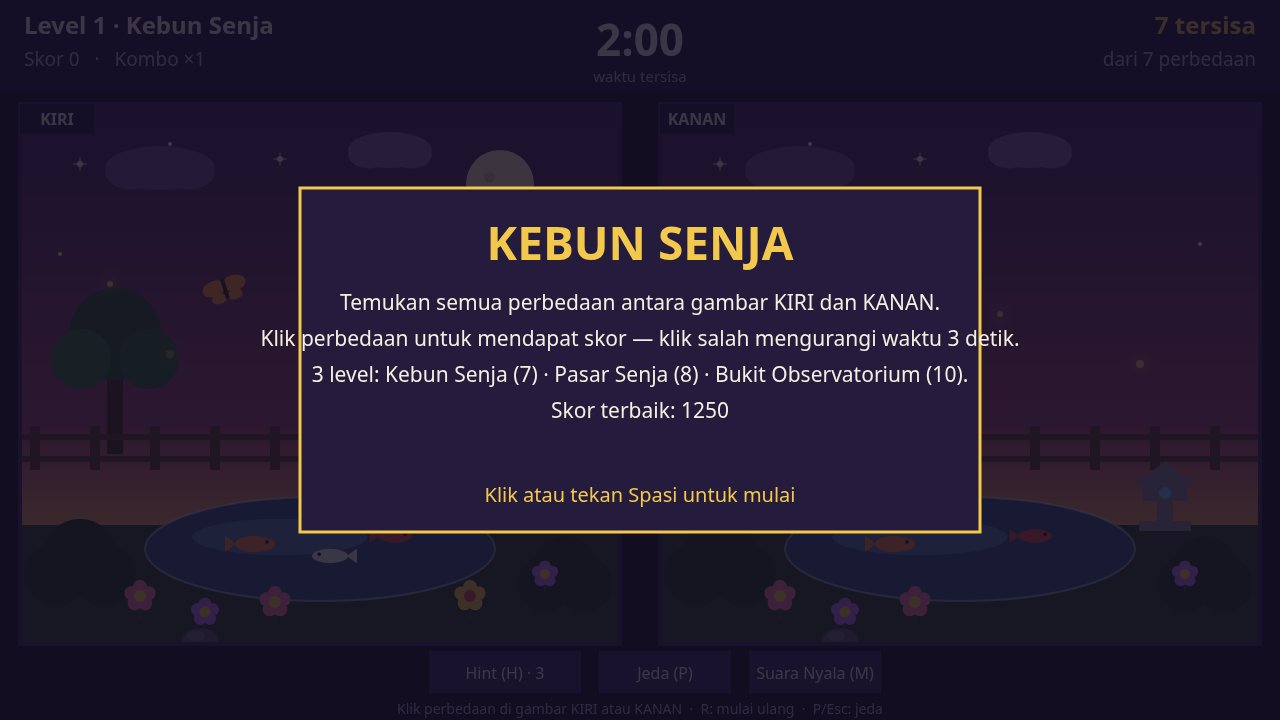 Level 1 · Kebun Senja
Skor 0 · Kombo ×1
2:00
waktu tersisa
7 tersisa
dari 7 perbedaan
KIRI
KANAN
KEBUN SENJA
Temukan semua perbedaan antara gambar KIRI dan KANAN.
Klik perbedaan untuk mendapat skor — klik salah mengurangi waktu 3 detik.
3 level: Kebun Senja (7) · Pasar Senja (8) · Bukit Observatorium (10).
Skor terbaik: 1250
Klik atau tekan Spasi untuk mulai
Hint (H) · 3
Jeda (P)
Suara Nyala (M)
Klik perbedaan di gambar KIRI atau KANAN · R: mulai ulang · P/Esc: jeda